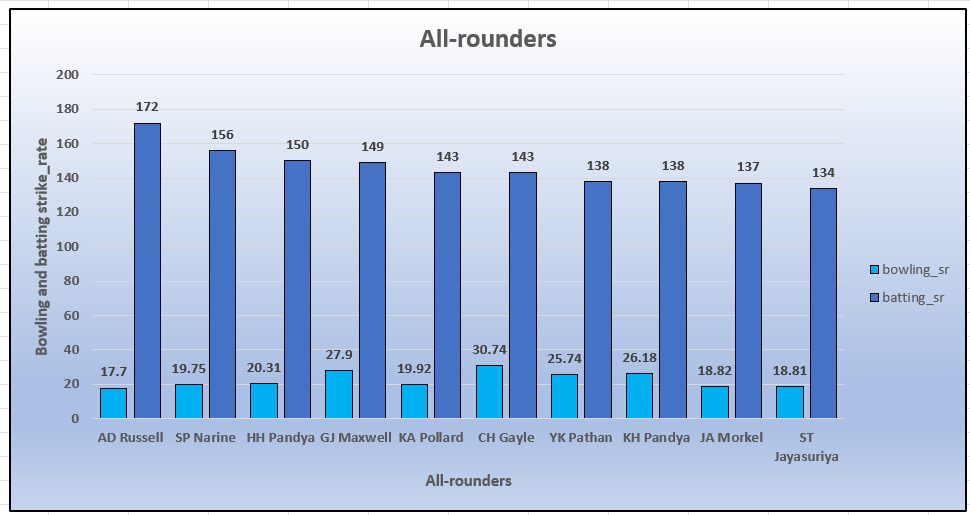 All-rounders
Bowling and batting strike_rate
200
180
160
140
120
100
80
60
40
20
0
172
156
150
149
143
143
138
138
137
134
17.7
19.75
20.31
27.9
19.92
30.74
25.74
26.18
18.82
18.81
AD Russell
SP Narine
HH Pandya
GJ Maxwell
KA Pollard
CH Gayle
YK Pathan
KH Pandya
JA Morkel
ST
Jayasuriya
All-rounders
bowling_sr
batting_sr